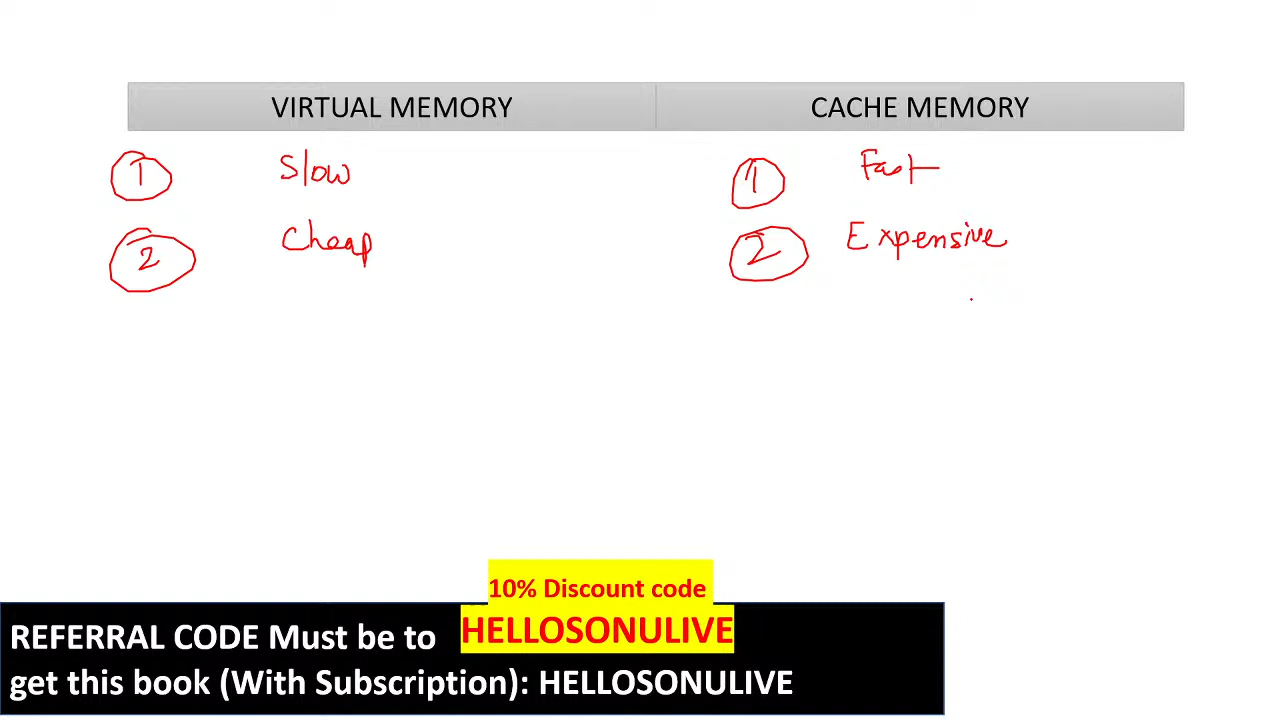 VIRTUAL MEMORY CACHE MEMORY
1 Slow 1 Fast
2 Cheap 2 Expensive
10% Discount code
REFERRAL CODE Must be to HELLOSONULIVE
get this book (With Subscription): HELLOSONULIVE